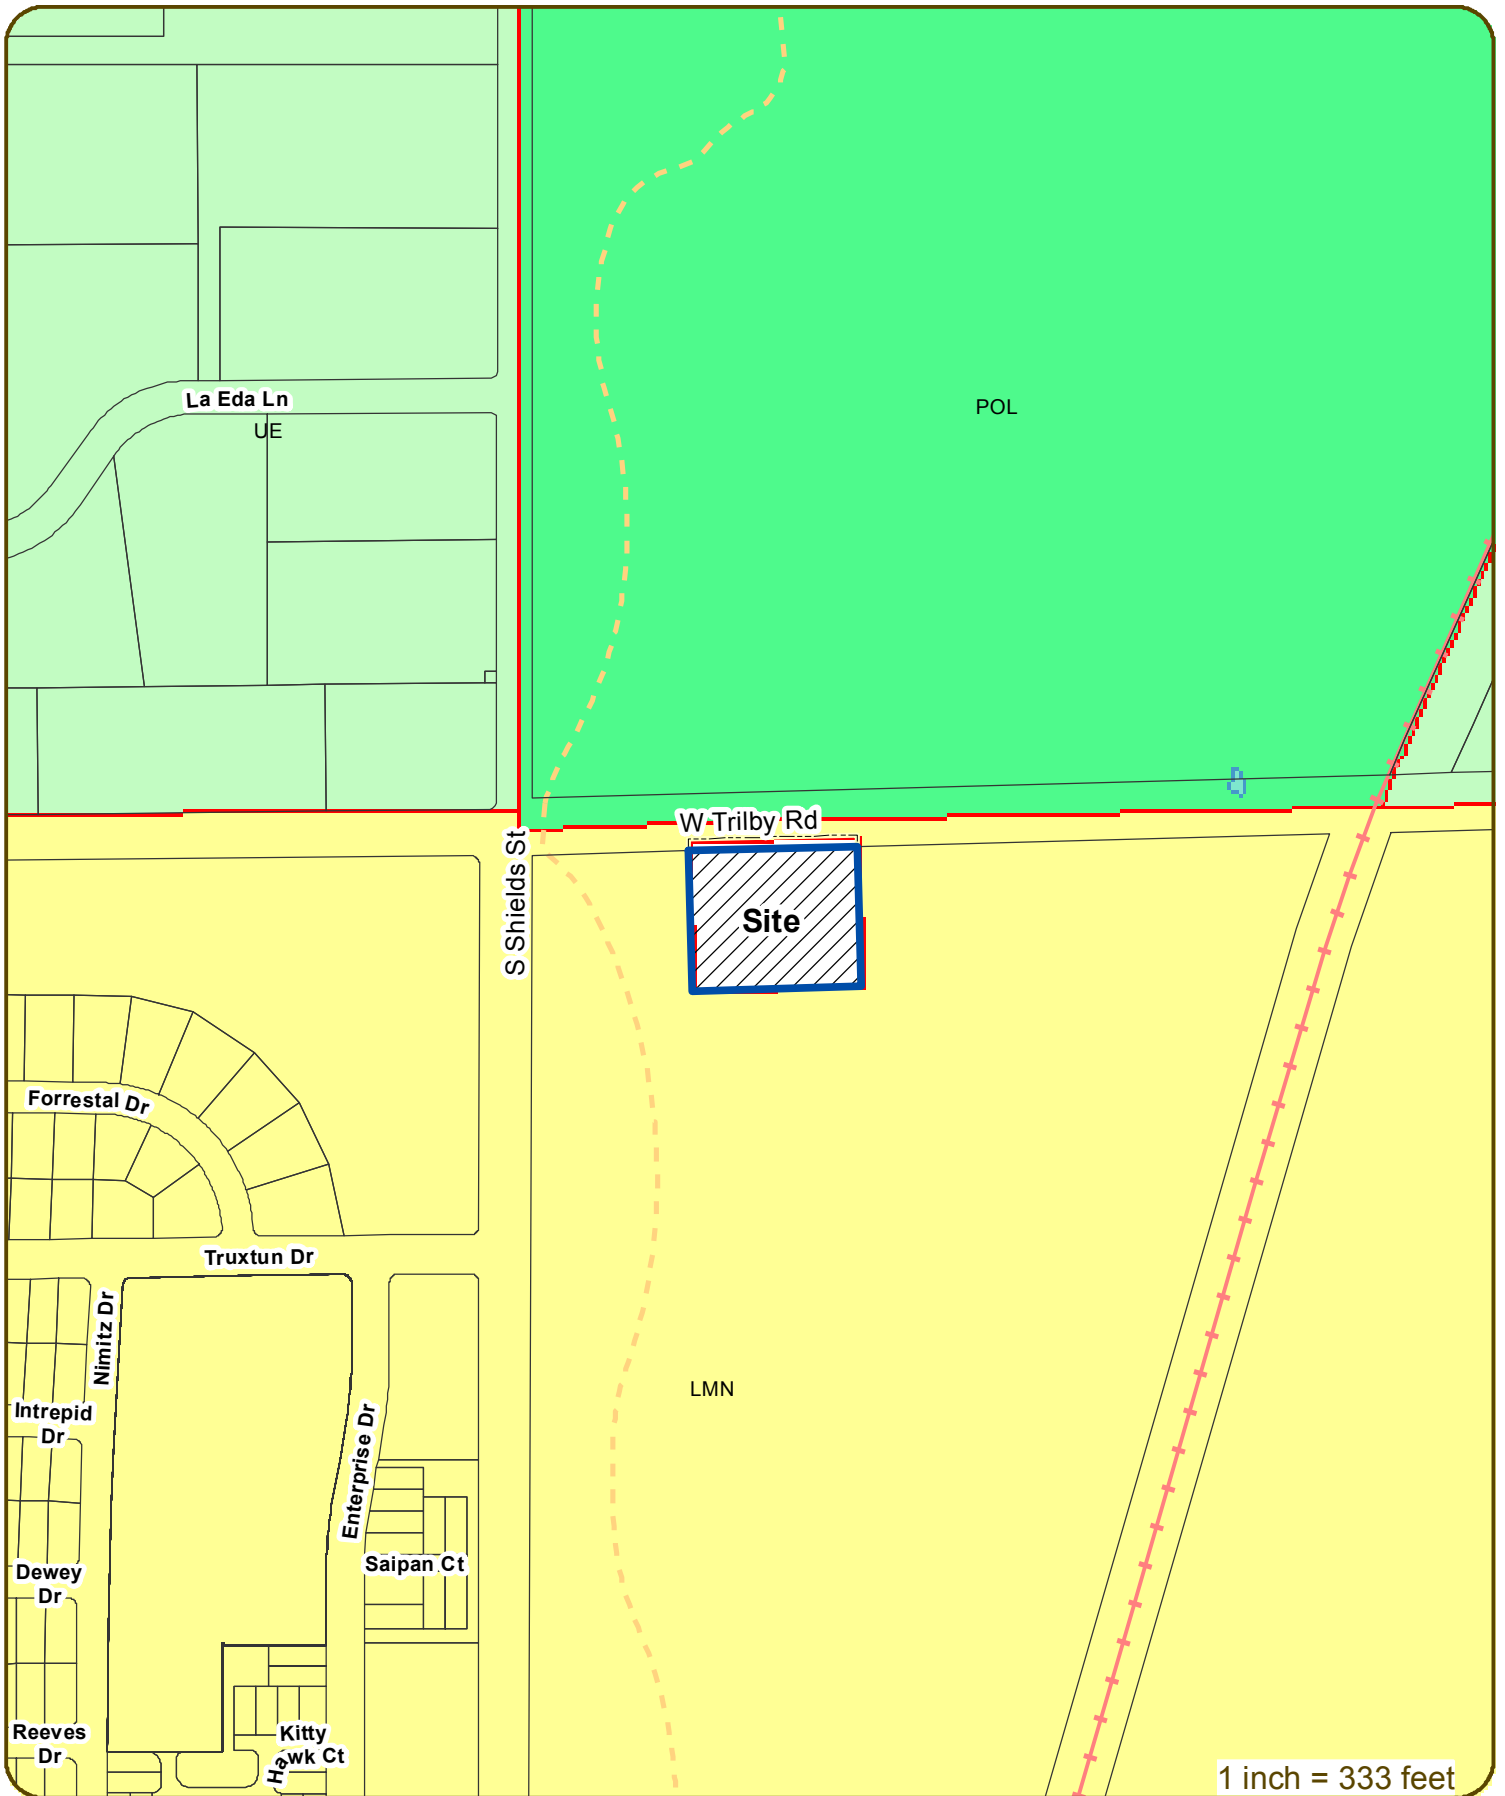 La Eda Ln
UE
POL
W Trilby Rd
S Shields St
Site
Forrestal Dr
Truxtun Dr
Nimitz Dr
LMN
Intrepid
Dr
Enterprise Dr
Saipan Ct
Dewey
Dr
Reeves
Dr
Kitty
Hawk Ct
1 inch = 333 feet